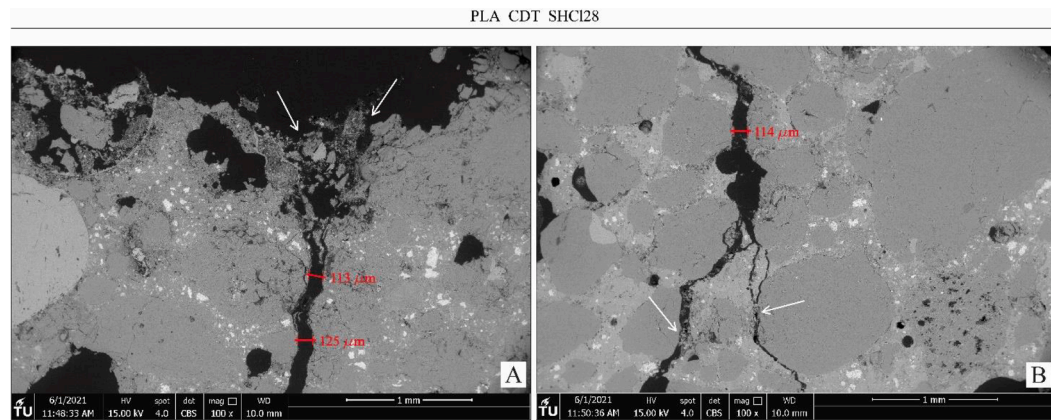 PLA CDT SHCl28
113 μm
125 μm
A
TU
6/1/2021 HV spot det mag WD
11:48:33 AM 15.00 kV 4.0 CBS 100 x 10.0 mm
1 mm
114 μm
B
TU
6/1/2021 HV spot det mag WD
11:50:36 AM 15.00 kV 4.0 CBS 100 x 10.0 mm
1 mm